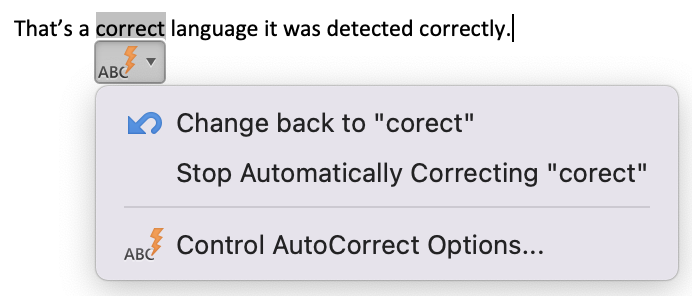 That’s a correct language it was detected correctly.
ABC
Change back to "corect"
Stop Automatically Correcting "corect"
ABC Control AutoCorrect Options...